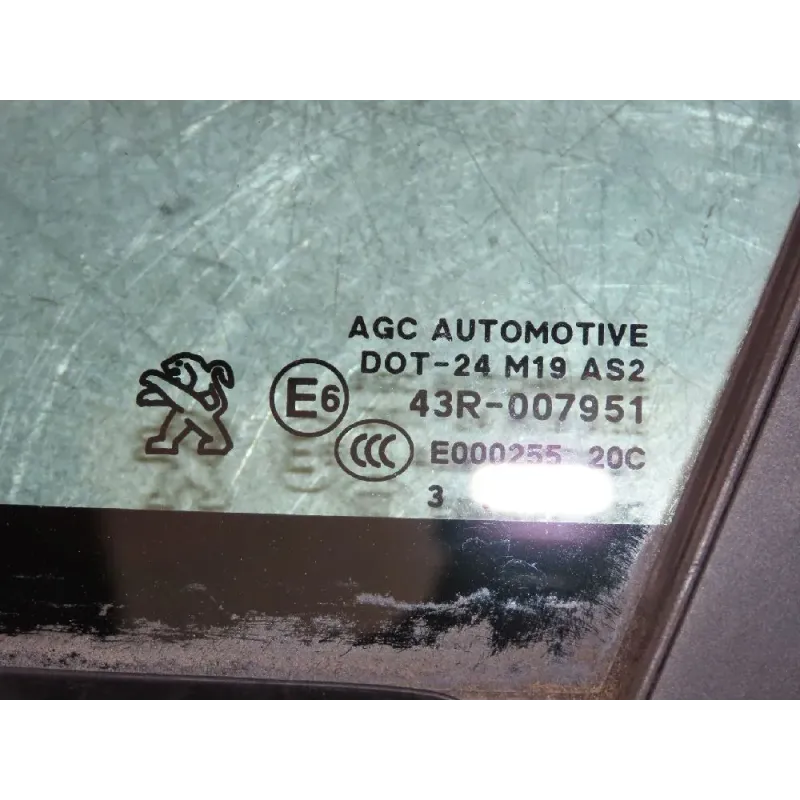 AGC AUTOMOTIVE
DOT-24 M19 AS2
E6 43R-007951
CCC E000255 20C
3